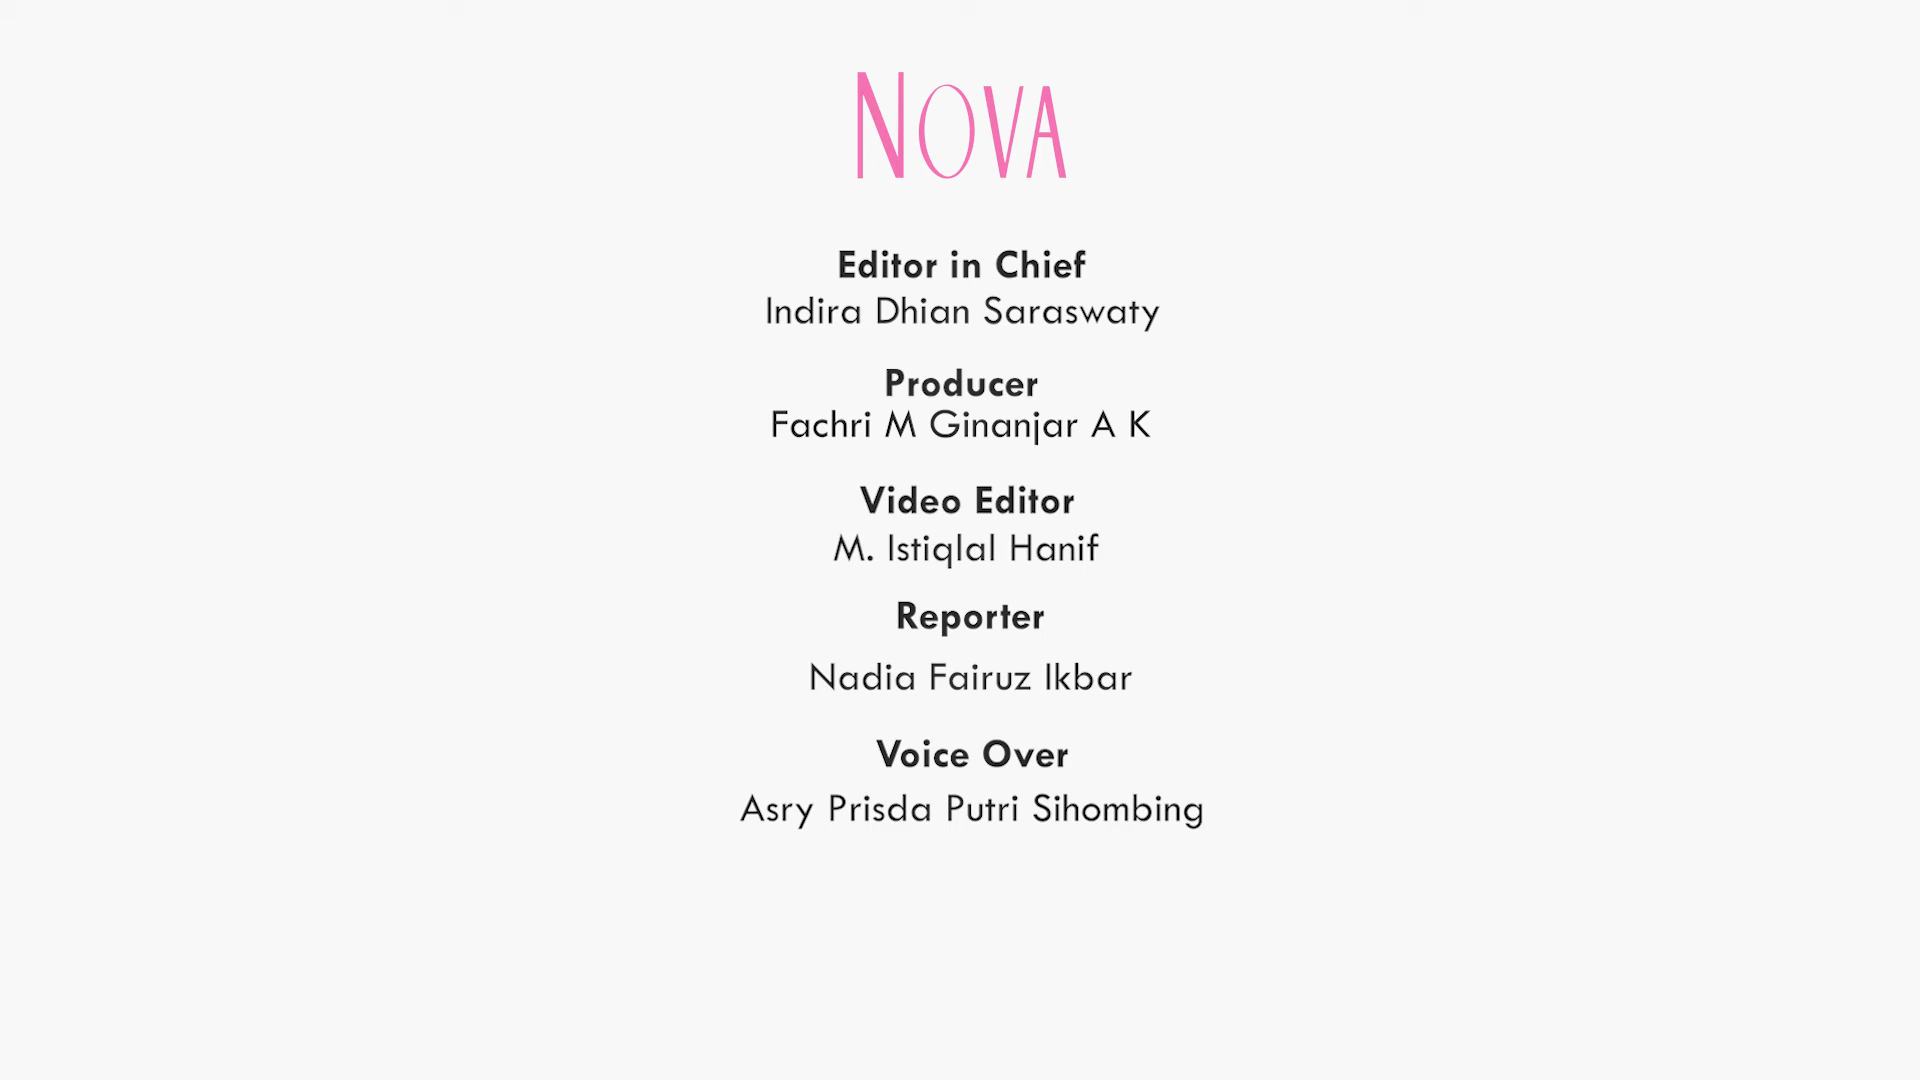 NOVA
Editor in Chief
Indira Dhian Saraswaty
Producer
Fachri M Ginanjar A K
Video Editor
M. Istiqlal Hanif
Reporter
Nadia Fairuz Ikbar
Voice Over
Asry Prisda Putri Sihombing